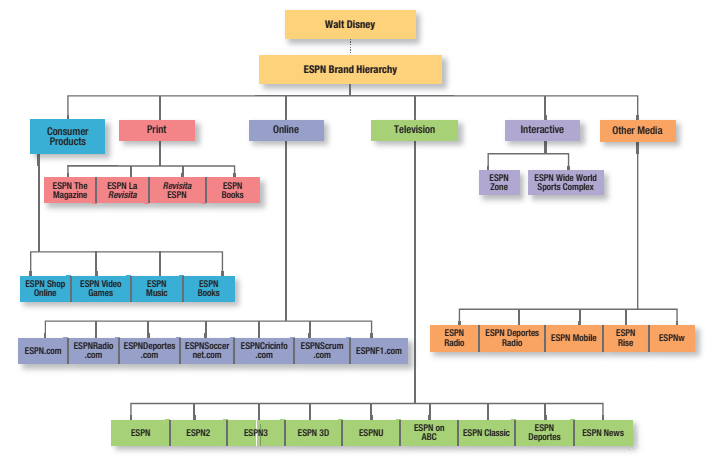 Walt Disney
ESPN Brand Hierarchy
Consumer
Products
Print
Online
Television
Interactive
Other Media
ESPN The
Magazine
ESPN La
Revisita
Revisita
ESPN
ESPN
Books
ESPN
Zone
ESPN Wide World
Sports Complex
ESPN Shop
Online
ESPN Video
Games
ESPN
Music
ESPN
Books
ESPN.com
ESPNRadio
.com
ESPNDeportes
.com
ESPNSoccer
net.com
ESPNCricinfo
.com
ESPNScrum
.com
ESPNF1.com
ESPN
Radio
ESPN Deportes
Radio
ESPN Mobile
ESPN
Rise
ESPNw
ESPN
ESPN2
ESPN3
ESPN 3D
ESPNU
ESPN on
ABC
ESPN Classic
ESPN
Deportes
ESPN News